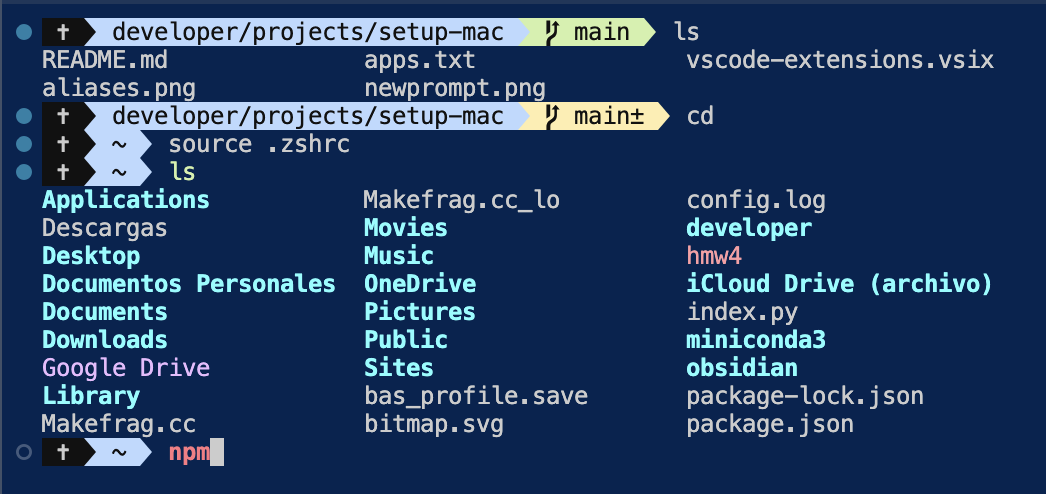 ✝ developer/projects/setup-mac main ls
README.md apps.txt vscode-extensions.vsix
aliases.png newprompt.png
✝ developer/projects/setup-mac main± cd
✝ ~ source .zshrc
✝ ~ ls
Applications Makefrag.cc_lo config.log
Descargas Movies developer
Desktop Music hmw4
Documentos Personales OneDrive iCloud Drive (archivo)
Documents Pictures index.py
Downloads Public miniconda3
Google Drive Sites obsidian
Library bas_profile.save package-lock.json
Makefrag.cc bitmap.svg package.json
✝ ~ npm